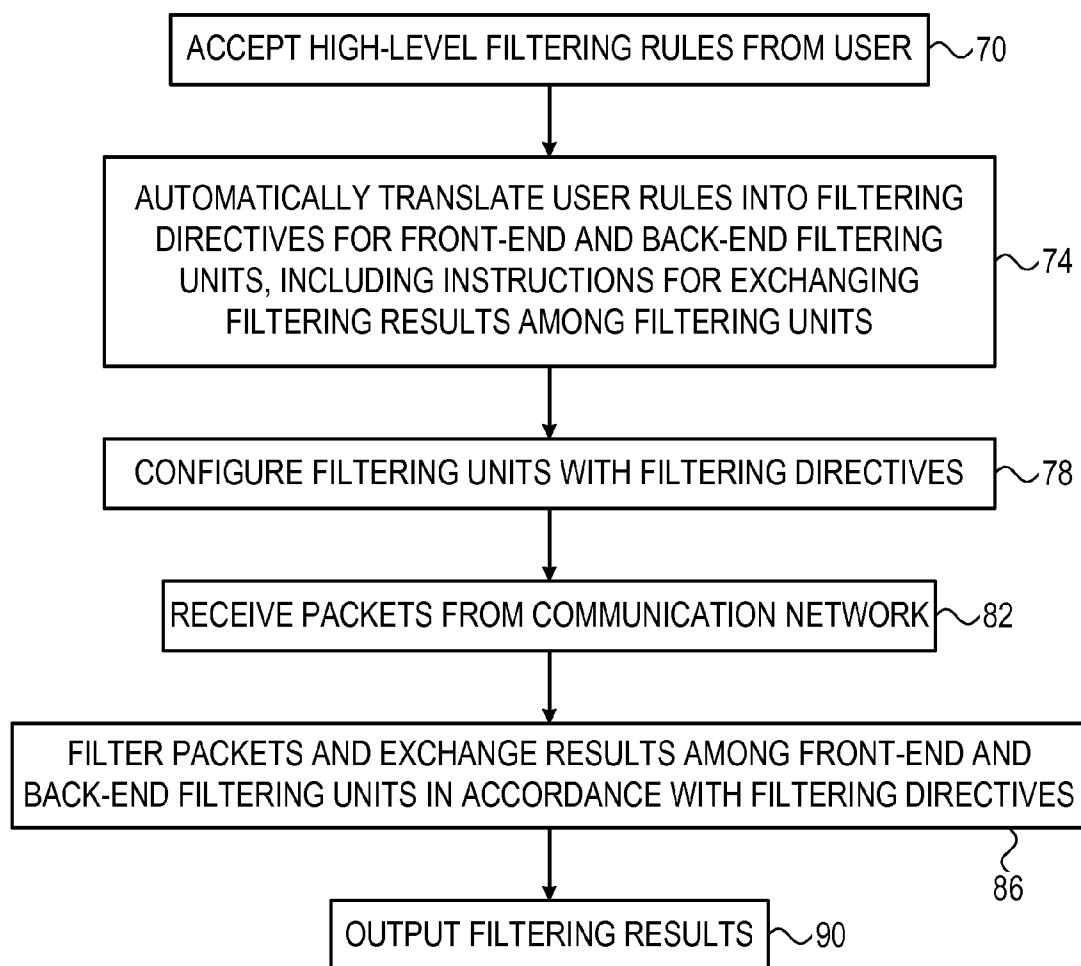 ACCEPT HIGH-LEVEL FILTERING RULES FROM USER 70
AUTOMATICALLY TRANSLATE USER RULES INTO FILTERING
DIRECTIVES FOR FRONT-END AND BACK-END FILTERING
UNITS, INCLUDING INSTRUCTIONS FOR EXCHANGING
FILTERING RESULTS AMONG FILTERING UNITS
74
CONFIGURE FILTERING UNITS WITH FILTERING DIRECTIVES 78
RECEIVE PACKETS FROM COMMUNICATION NETWORK 82
FILTER PACKETS AND EXCHANGE RESULTS AMONG FRONT-END AND
BACK-END FILTERING UNITS IN ACCORDANCE WITH FILTERING DIRECTIVES
86
OUTPUT FILTERING RESULTS 90